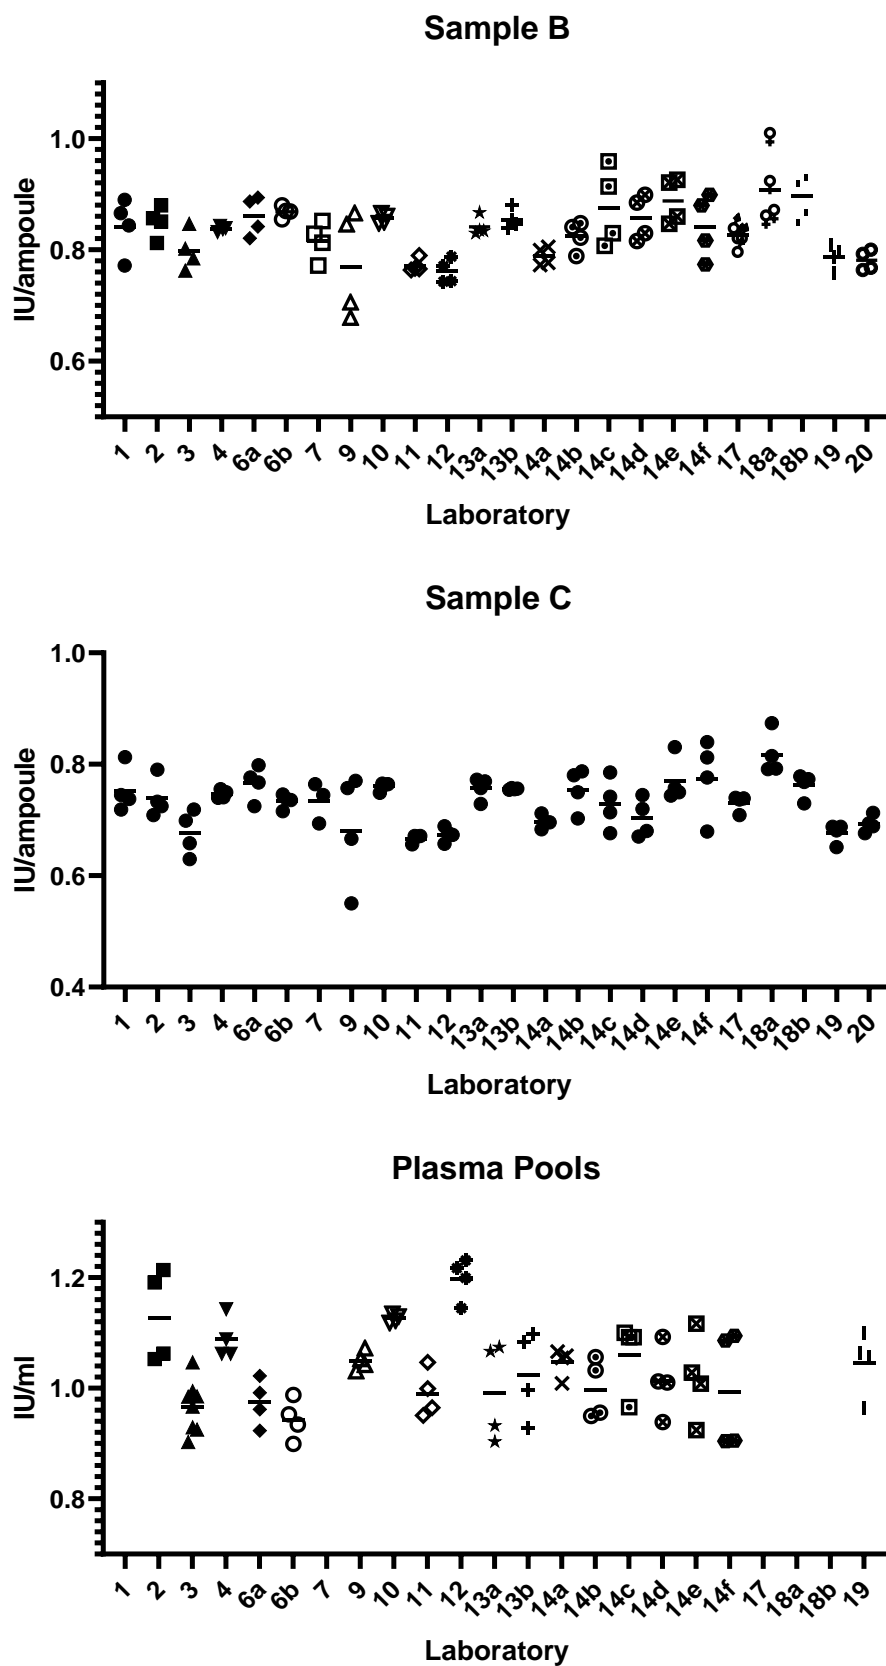 Sample B
IU/ampoule
1.0
0.8
0.6
1 2 3 4 6a 6b 7 9 10 11 12 13a 13b 14a 14b 14c 14d 14e 14f 17 18a 18b 19 20
Laboratory
Sample C
IU/ampoule
1.0
0.8
0.6
0.4
1 2 3 4 6a 6b 7 9 10 11 12 13a 13b 14a 14b 14c 14d 14e 14f 17 18a 18b 19 20
Laboratory
Plasma Pools
IU/ml
1.2
1.0
0.8
1 2 3 4 6a 6b 7 9 10 11 12 13a 13b 14a 14b 14c 14d 14e 14f 17 18a 18b 19
Laboratory